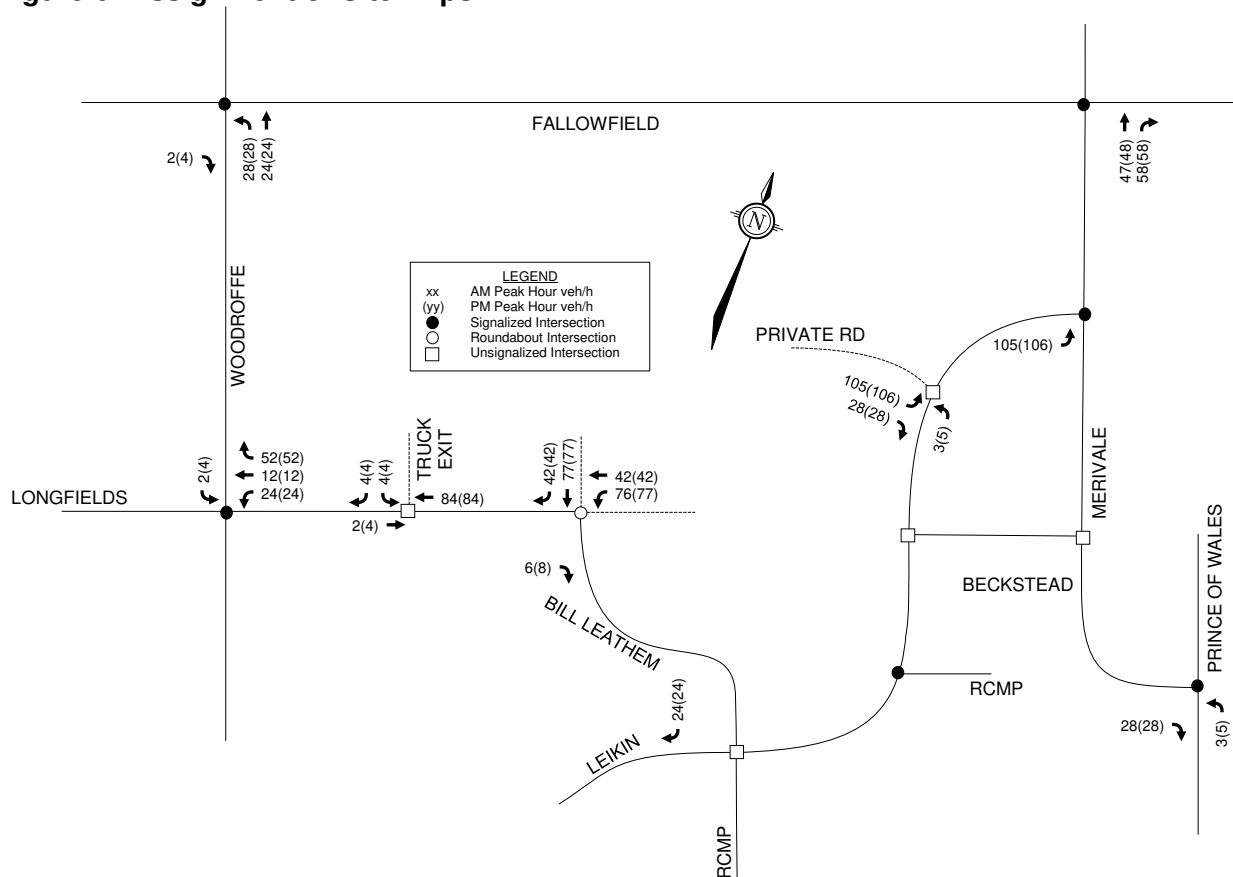 FALLOWFIELD
2(4)
28(28)
24(24)
47(48)
58(58)
N
WOODROFFE
LEGEND
xx AM Peak Hour veh/h
(yy) PM Peak Hour veh/h
Signalized Intersection
Roundabout Intersection
Unsignalized Intersection
PRIVATE RD
105(106)
105(106)
28(28)
3(5)
MERIVALE
TRUCK
EXIT
2(4)
52(52)
12(12)
24(24)
4(4)
4(4)
84(84)
42(42)
77(77)
42(42)
76(77)
LONGFIELDS
2(4)
6(8)
BILL LEATHEM
BECKSTEAD
PRINCE OF WALES
RCMP
24(24)
LEIKIN
28(28)
3(5)
RCMP